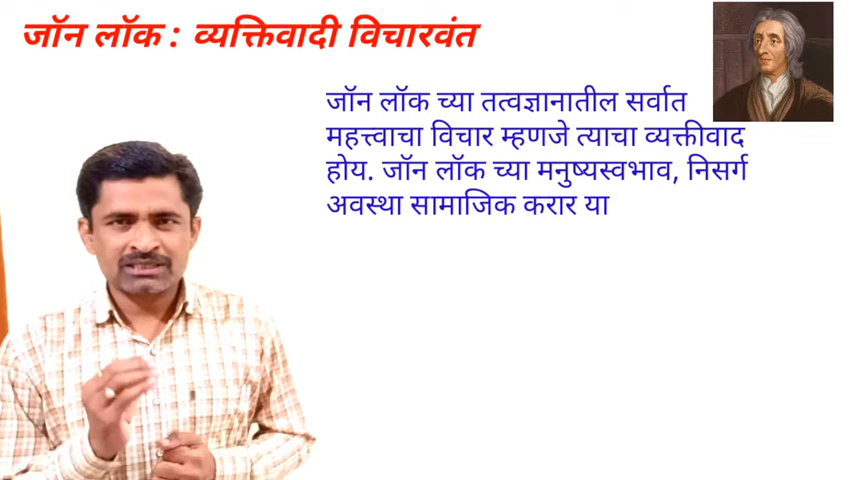 जॉन लॉक : व्यक्तिवादी विचारवंत
जॉन लॉक च्या तत्वज्ञानातील सर्वात
महत्त्वाचा विचार म्हणजे त्याचा व्यक्तीवाद
होय. जॉन लॉक च्या मनुष्यस्वभाव, निसर्ग
अवस्था सामाजिक करार या